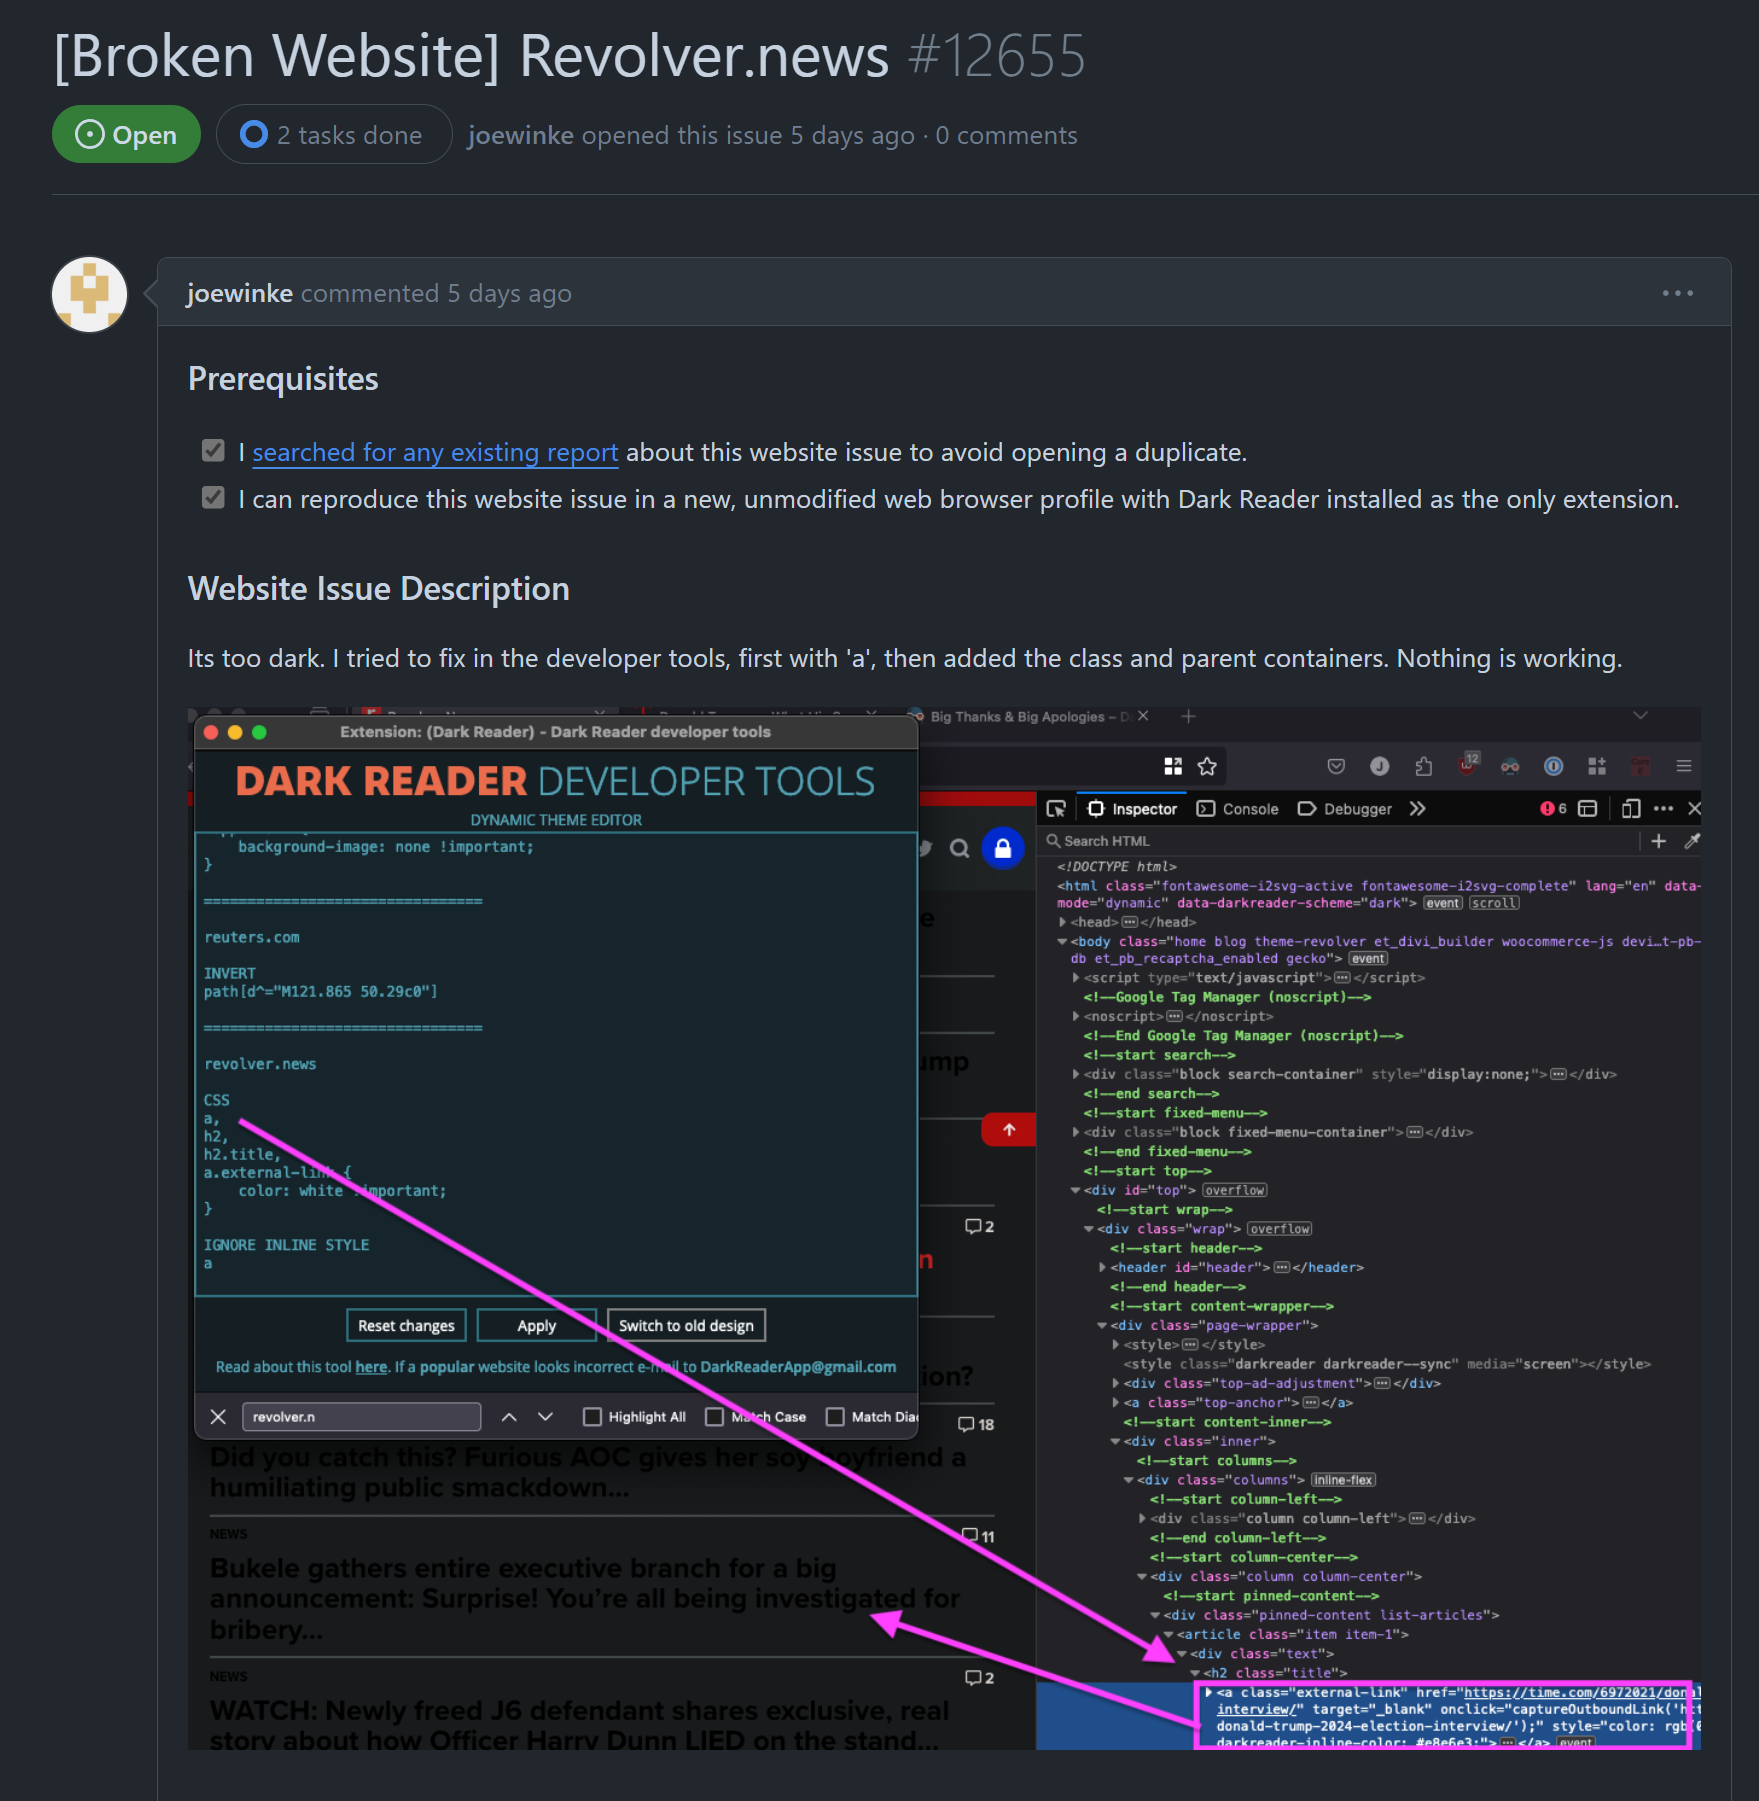 [Broken Website] Revolver.news #12655
Open
2 tasks done
joewinke opened this issue 5 days ago · 0 comments
joewinke commented 5 days ago
Prerequisites
I searched for any existing report about this website issue to avoid opening a duplicate.
I can reproduce this website issue in a new, unmodified web browser profile with Dark Reader installed as the only extension.
Website Issue Description
Its too dark. I tried to fix in the developer tools, first with 'a', then added the class and parent containers. Nothing is working.
Big Thanks & Big Apologies – D
Extension: (Dark Reader) - Dark Reader developer tools
DARK READER DEVELOPER TOOLS
DYNAMIC THEME EDITOR
background-image: none !important;
}
================================
reuters.com
INVERT
path[d^="M121.865 50.29c0"]
================================
revolver.news
CSS
a,
h2,
h2.title,
a.external-link {
color: white !important;
}
IGNORE INLINE STYLE
a
Reset changes
Apply
Switch to old design
Read about this tool here. If a popular website looks incorrect e-mail to DarkReaderApp@gmail.com
revolver.n
Highlight All
Match Case
Match Diac
J
12
e
ump
2
n
ion?
18
Did you catch this? Furious AOC gives her soy boyfriend a
humiliating public smackdown...
NEWS
11
Bukele gathers entire executive branch for a big
announcement: Surprise! You're all being investigated for
bribery...
NEWS
2
WATCH: Newly freed J6 defendant shares exclusive, real
story about how Officer Harry Dunn LIED on the stand...
Inspector
Console
Debugger
6
Search HTML
<!DOCTYPE html>
<html class="fontawesome-i2svg-active fontawesome-i2svg-complete" lang="en" data-
mode="dynamic" data-darkreader-scheme="dark"> event scroll
<head>…</head>
<body class="home blog theme-revolver et_divi_builder woocommerce-js devi…t-pb-
db et_pb_recaptcha_enabled gecko"> event
<script type="text/javascript">…</script>
<!--Google Tag Manager (noscript)-->
<noscript>…</noscript>
<!--End Google Tag Manager (noscript)-->
<!--start search-->
<div class="block search-container" style="display:none;">…</div>
<!--end search-->
<!--start fixed-menu-->
<div class="block fixed-menu-container">…</div>
<!--end fixed-menu-->
<!--start top-->
<div id="top"> overflow
<!--start wrap-->
<div class="wrap"> overflow
<!--start header-->
<header id="header">…</header>
<!--end header-->
<!--start content-wrapper-->
<div class="page-wrapper">
<style>…</style>
<style class="darkreader darkreader--sync" media="screen"></style>
<div class="top-ad-adjustment">…</div>
<a class="top-anchor">…</a>
<!--start content-inner-->
<div class="inner">
<!--start columns-->
<div class="columns"> inline-flex
<!--start column-left-->
<div class="column column-left">…</div>
<!--end column-left-->
<!--start column-center-->
<div class="column column-center">
<!--start pinned-content-->
<div class="pinned-content list-articles">
<article class="item item-1">
<div class="text">
<h2 class="title">
<a class="external-link" href="https://time.com/6972021/donal
interview/" target="_blank" onclick="captureOutboundLink('ht
donald-trump-2024-election-interview/');" style="color: rgb(
darkreader-inline-color: #e8e6e3;">…</a> event